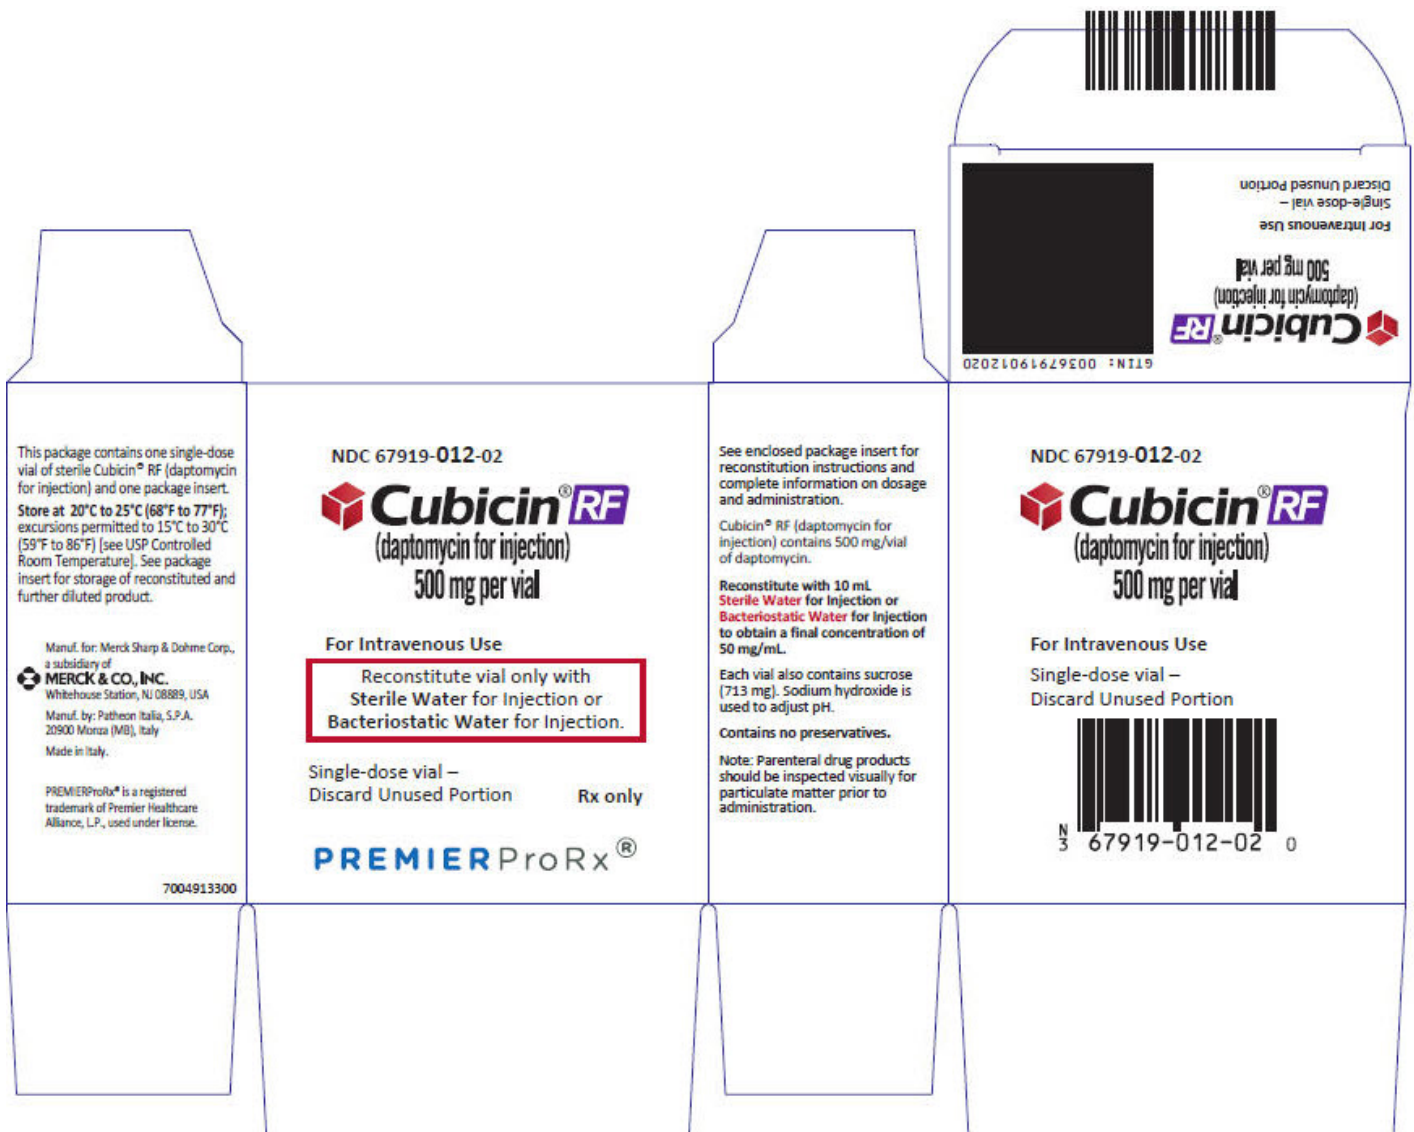 Discard Unused Portion
Single-dose vial –
For Intravenous Use
500 mg per vial
(daptomycin for injection)
Cubicin® RF
GTIN: 00367919012020
This package contains one single-dose
vial of sterile Cubicin® RF (daptomycin
for injection) and one package insert.
Store at 20°C to 25°C (68°F to 77°F);
excursions permitted to 15°C to 30°C
(59°F to 86°F) [see USP Controlled
Room Temperature]. See package
insert for storage of reconstituted and
further diluted product.
Manuf. for: Merck Sharp & Dohme Corp.,
a subsidiary of
MERCK & CO., INC.
Whitehouse Station, NJ 08889, USA
Manuf. by: Patheon Italia, S.P.A.
20900 Monza (MB), Italy
Made in Italy.
PREMIERProRx® is a registered
trademark of Premier Healthcare
Alliance, L.P., used under license.
7004913300
NDC 67919-012-02
Cubicin® RF
(daptomycin for injection)
500 mg per vial
For Intravenous Use
Reconstitute vial only with
Sterile Water for Injection or
Bacteriostatic Water for Injection.
Single-dose vial –
Discard Unused Portion Rx only
PREMIERProRx®
See enclosed package insert for
reconstitution instructions and
complete information on dosage
and administration.
Cubicin® RF (daptomycin for
injection) contains 500 mg/vial
of daptomycin.
Reconstitute with 10 mL
Sterile Water for Injection or
Bacteriostatic Water for Injection
to obtain a final concentration of
50 mg/mL.
Each vial also contains sucrose
(713 mg). Sodium hydroxide is
used to adjust pH.
Contains no preservatives.
Note: Parenteral drug products
should be inspected visually for
particulate matter prior to
administration.
NDC 67919-012-02
Cubicin® RF
(daptomycin for injection)
500 mg per vial
For Intravenous Use
Single-dose vial –
Discard Unused Portion
N3 67919-012-02 0